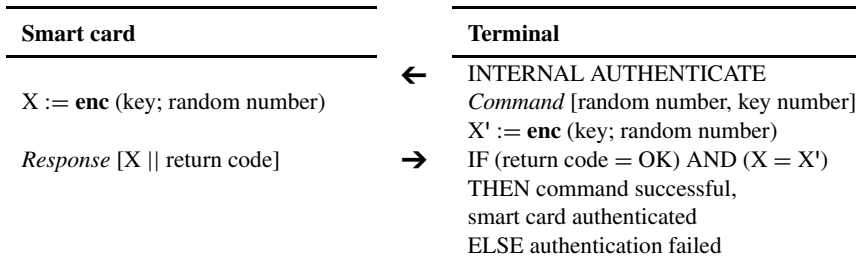 Smart card Terminal
← INTERNAL AUTHENTICATE
X := enc (key; random number) Command [random number, key number]
X' := enc (key; random number)
Response [X || return code] → IF (return code = OK) AND (X = X')
THEN command successful,
smart card authenticated
ELSE authentication failed